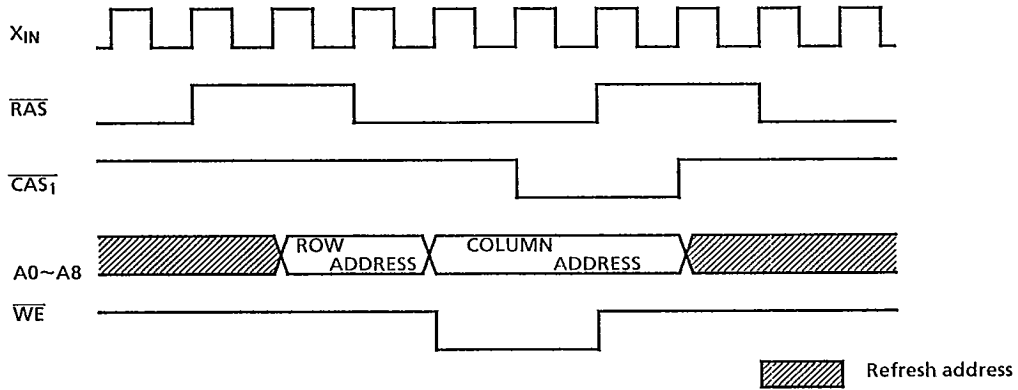 XIN
RAS
CAS1
ROW
ADDRESS
COLUMN
ADDRESS
A0~A8
WE
Refresh address